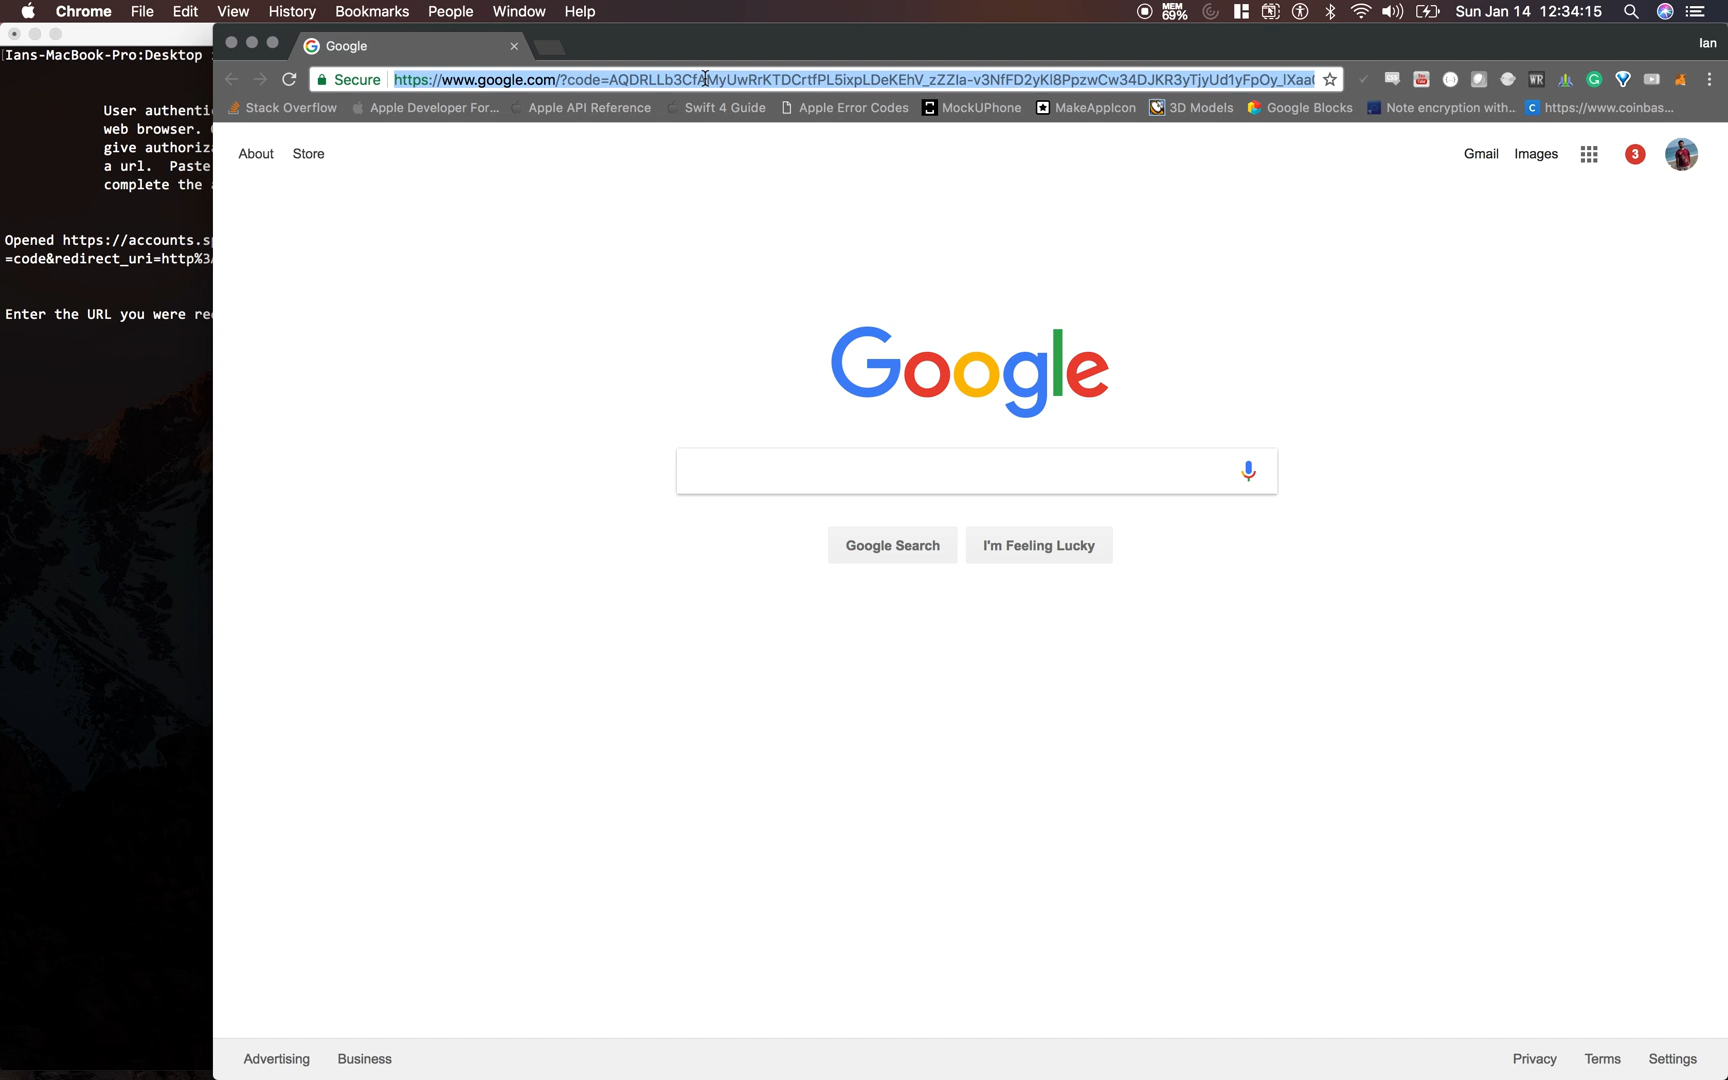 Chrome File Edit View History Bookmarks People Window Help MEM 69% Sun Jan 14 12:34:15
Google Ian
Ians-MacBook-Pro:Desktop
Secure https://www.google.com/?code=AQDRLLb3CfAMyUwRrKTDCrtfPL5ixpLDeKEhV_zZZIa-v3NfFD2yKl8PpzwCw34DJKR3yTjyUd1yFpOy_lXaa
Stack Overflow Apple Developer For... Apple API Reference Swift 4 Guide Apple Error Codes MockUPhone MakeAppIcon 3D Models Google Blocks Note encryption with... https://www.coinbas...
User authenti
web browser.
give authoriz
a url. Paste
complete the
Opened https://accounts.s
=code&redirect_uri=http%3
Enter the URL you were re
About Store Gmail Images 3
Google
Google Search I'm Feeling Lucky
Advertising Business Privacy Terms Settings